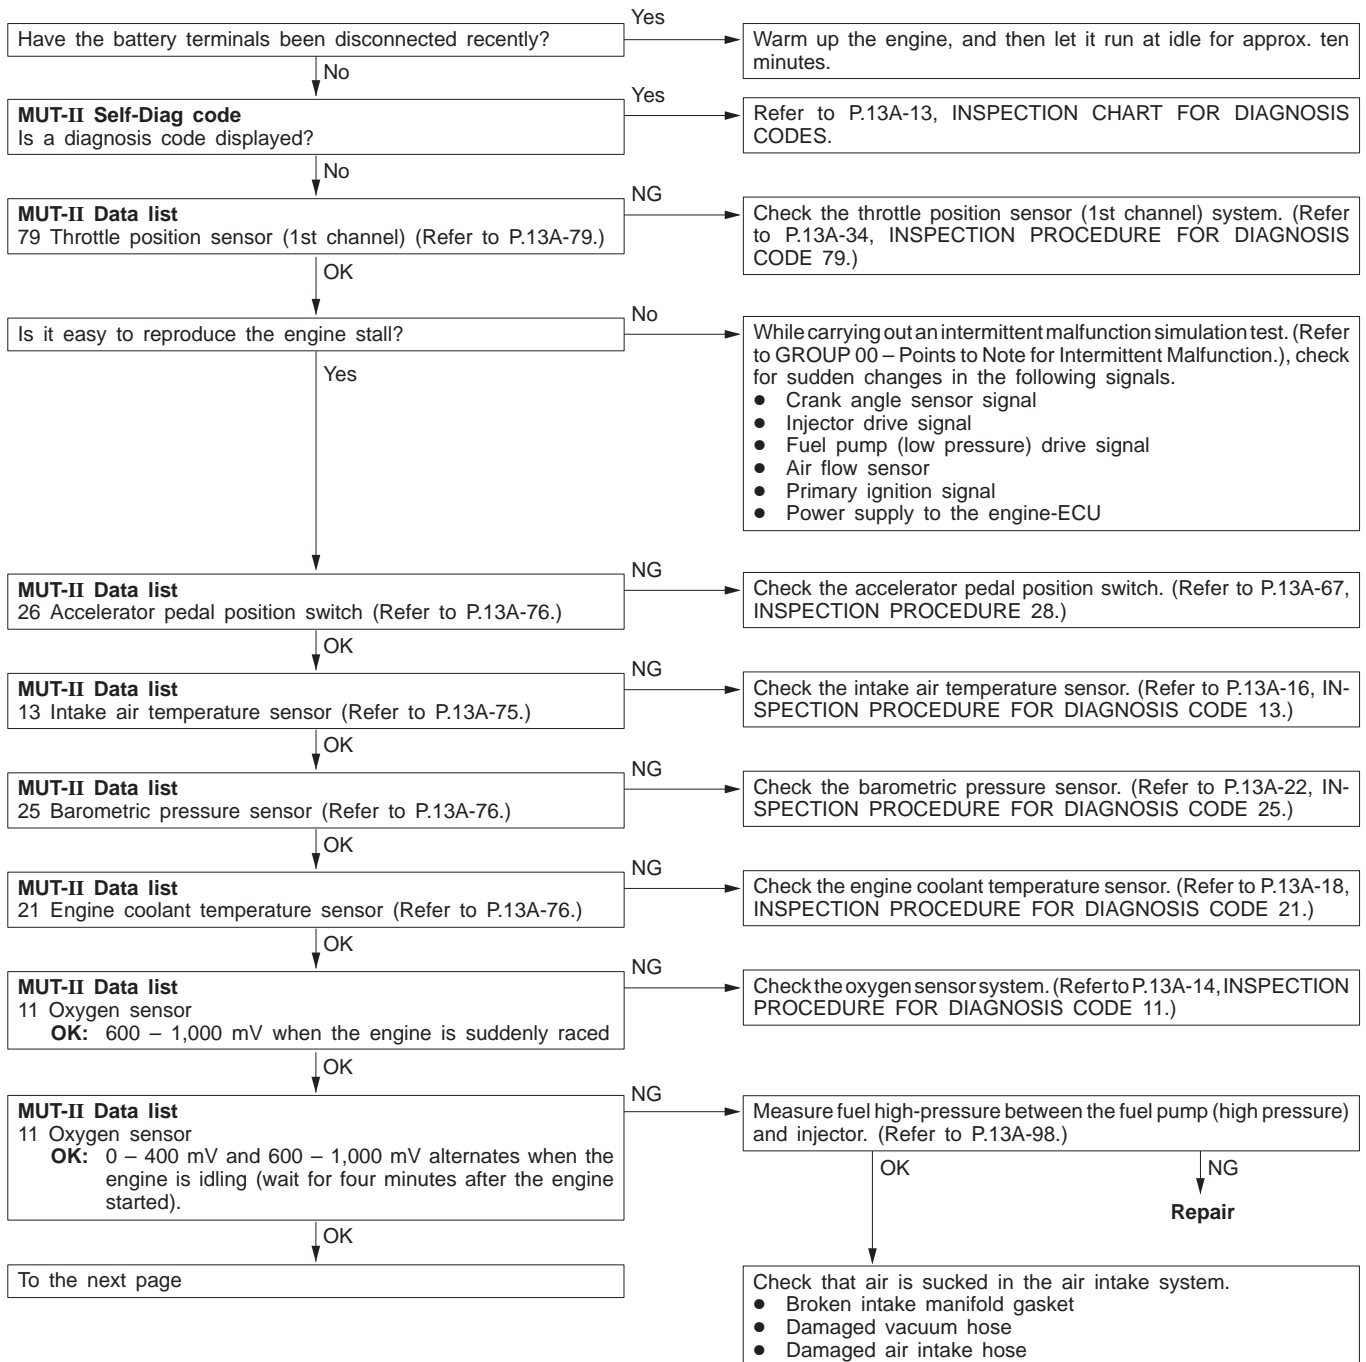 Have the battery terminals been disconnected recently?
Yes
Warm up the engine, and then let it run at idle for approx. ten
minutes.
No
MUT-II Self-Diag code
Is a diagnosis code displayed?
Yes
Refer to P.13A-13, INSPECTION CHART FOR DIAGNOSIS
CODES.
No
MUT-II Data list
79 Throttle position sensor (1st channel) (Refer to P.13A-79.)
NG
Check the throttle position sensor (1st channel) system. (Refer
to P.13A-34, INSPECTION PROCEDURE FOR DIAGNOSIS
CODE 79.)
OK
Is it easy to reproduce the engine stall?
No
While carrying out an intermittent malfunction simulation test. (Refer
to GROUP 00 – Points to Note for Intermittent Malfunction.), check
for sudden changes in the following signals.
● Crank angle sensor signal
● Injector drive signal
● Fuel pump (low pressure) drive signal
● Air flow sensor
● Primary ignition signal
● Power supply to the engine-ECU
Yes
MUT-II Data list
26 Accelerator pedal position switch (Refer to P.13A-76.)
NG
Check the accelerator pedal position switch. (Refer to P.13A-67,
INSPECTION PROCEDURE 28.)
OK
MUT-II Data list
13 Intake air temperature sensor (Refer to P.13A-75.)
NG
Check the intake air temperature sensor. (Refer to P.13A-16, IN-
SPECTION PROCEDURE FOR DIAGNOSIS CODE 13.)
OK
MUT-II Data list
25 Barometric pressure sensor (Refer to P.13A-76.)
NG
Check the barometric pressure sensor. (Refer to P.13A-22, IN-
SPECTION PROCEDURE FOR DIAGNOSIS CODE 25.)
OK
MUT-II Data list
21 Engine coolant temperature sensor (Refer to P.13A-76.)
NG
Check the engine coolant temperature sensor. (Refer to P.13A-18,
INSPECTION PROCEDURE FOR DIAGNOSIS CODE 21.)
OK
MUT-II Data list
11 Oxygen sensor
OK: 600 – 1,000 mV when the engine is suddenly raced
NG
Check the oxygen sensor system. (Refer to P.13A-14, INSPECTION
PROCEDURE FOR DIAGNOSIS CODE 11.)
OK
MUT-II Data list
11 Oxygen sensor
OK: 0 – 400 mV and 600 – 1,000 mV alternates when the
engine is idling (wait for four minutes after the engine
started).
NG
Measure fuel high-pressure between the fuel pump (high pressure)
and injector. (Refer to P.13A-98.)
OK
NG
Repair
OK
To the next page
Check that air is sucked in the air intake system.
● Broken intake manifold gasket
● Damaged vacuum hose
● Damaged air intake hose